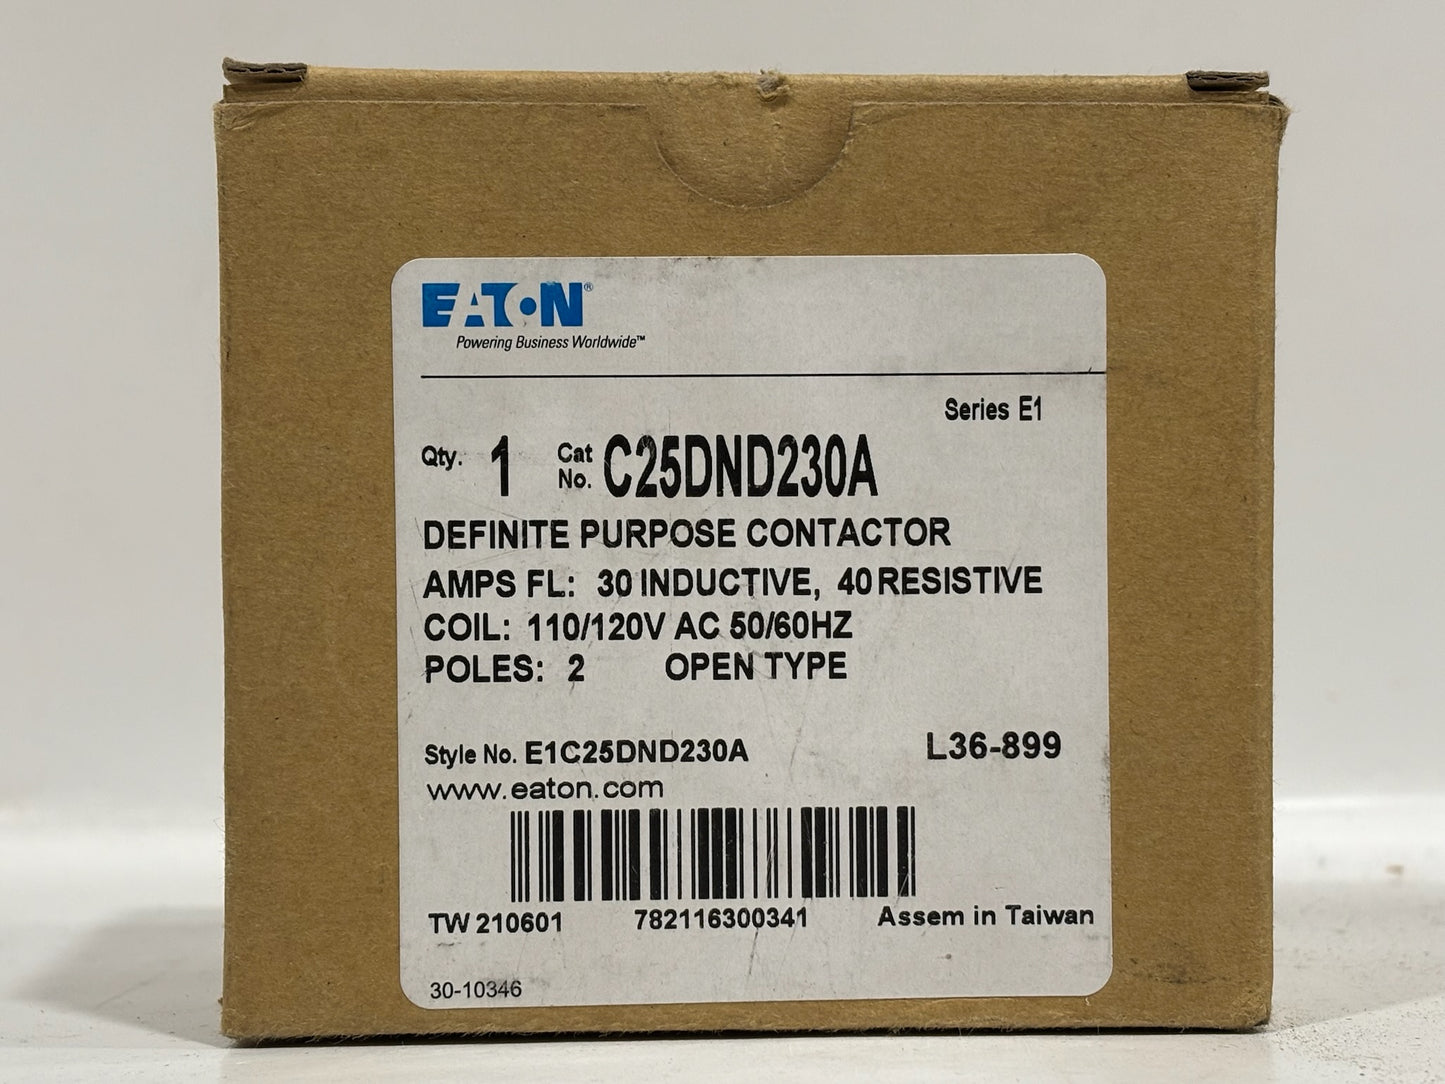 EATON®
Powering Business Worldwide™
Series E1
Qty. 1 Cat No. C25DND230A
DEFINITE PURPOSE CONTACTOR
AMPS FL: 30 INDUCTIVE, 40 RESISTIVE
COIL: 110/120V AC 50/60HZ
POLES: 2 OPEN TYPE
Style No. E1C25DND230A L36-899
www.eaton.com
TW 210601 782116300341 Assem in Taiwan
30-10346